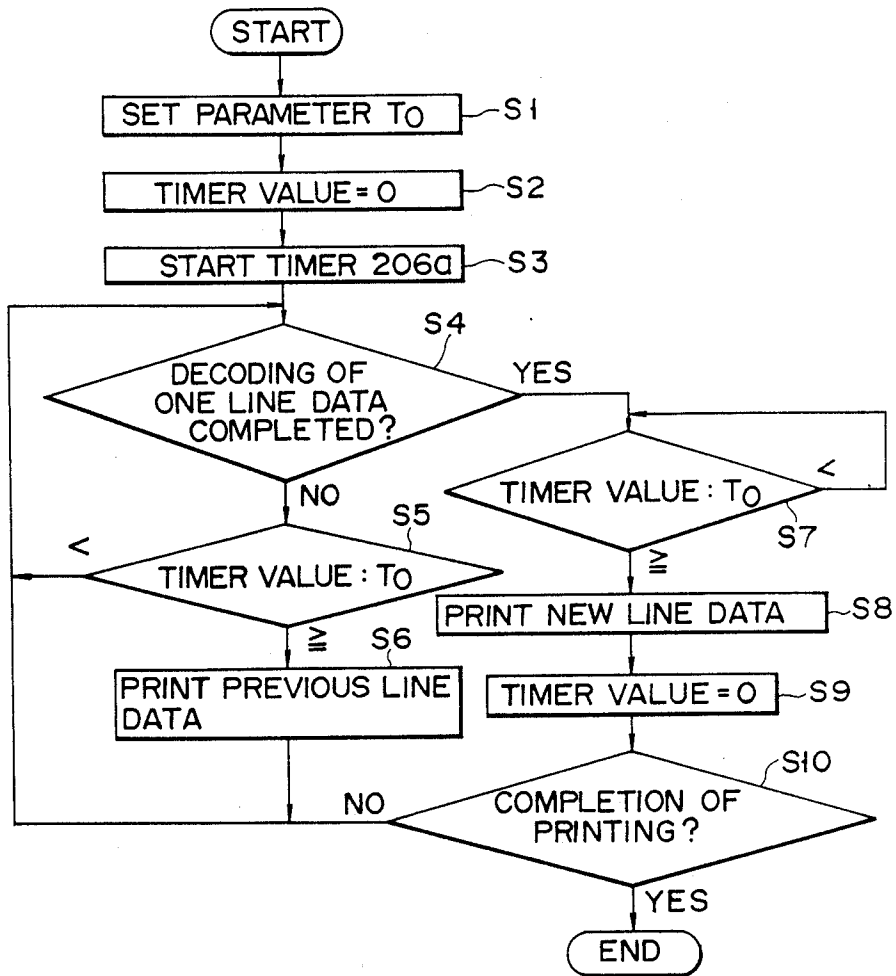 START
SET PARAMETER T0
S1
TIMER VALUE = 0
S2
START TIMER 206a
S3
S4
DECODING OF
ONE LINE DATA
COMPLETED?
YES
NO
TIMER VALUE : T0
<
S7
≧
S5
<
TIMER VALUE : T0
≧
S6
PRINT PREVIOUS LINE
DATA
PRINT NEW LINE DATA
S8
TIMER VALUE = 0
S9
S10
COMPLETION OF
PRINTING?
NO
YES
END